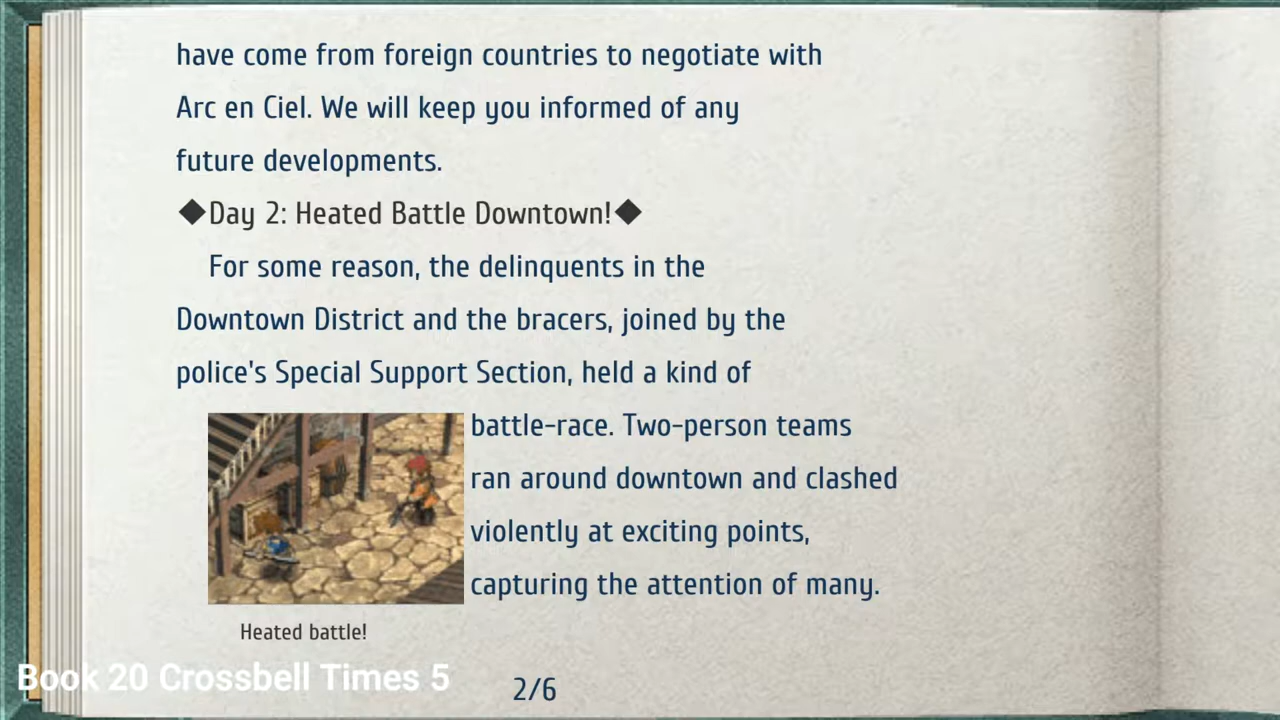 have come from foreign countries to negotiate with
Arc en Ciel. We will keep you informed of any
future developments.
◆Day 2: Heated Battle Downtown!◆
For some reason, the delinquents in the
Downtown District and the bracers, joined by the
police's Special Support Section, held a kind of
battle-race. Two-person teams
ran around downtown and clashed
violently at exciting points,
capturing the attention of many.
Heated battle!
Book 20 Crossbell Times 5
2/6